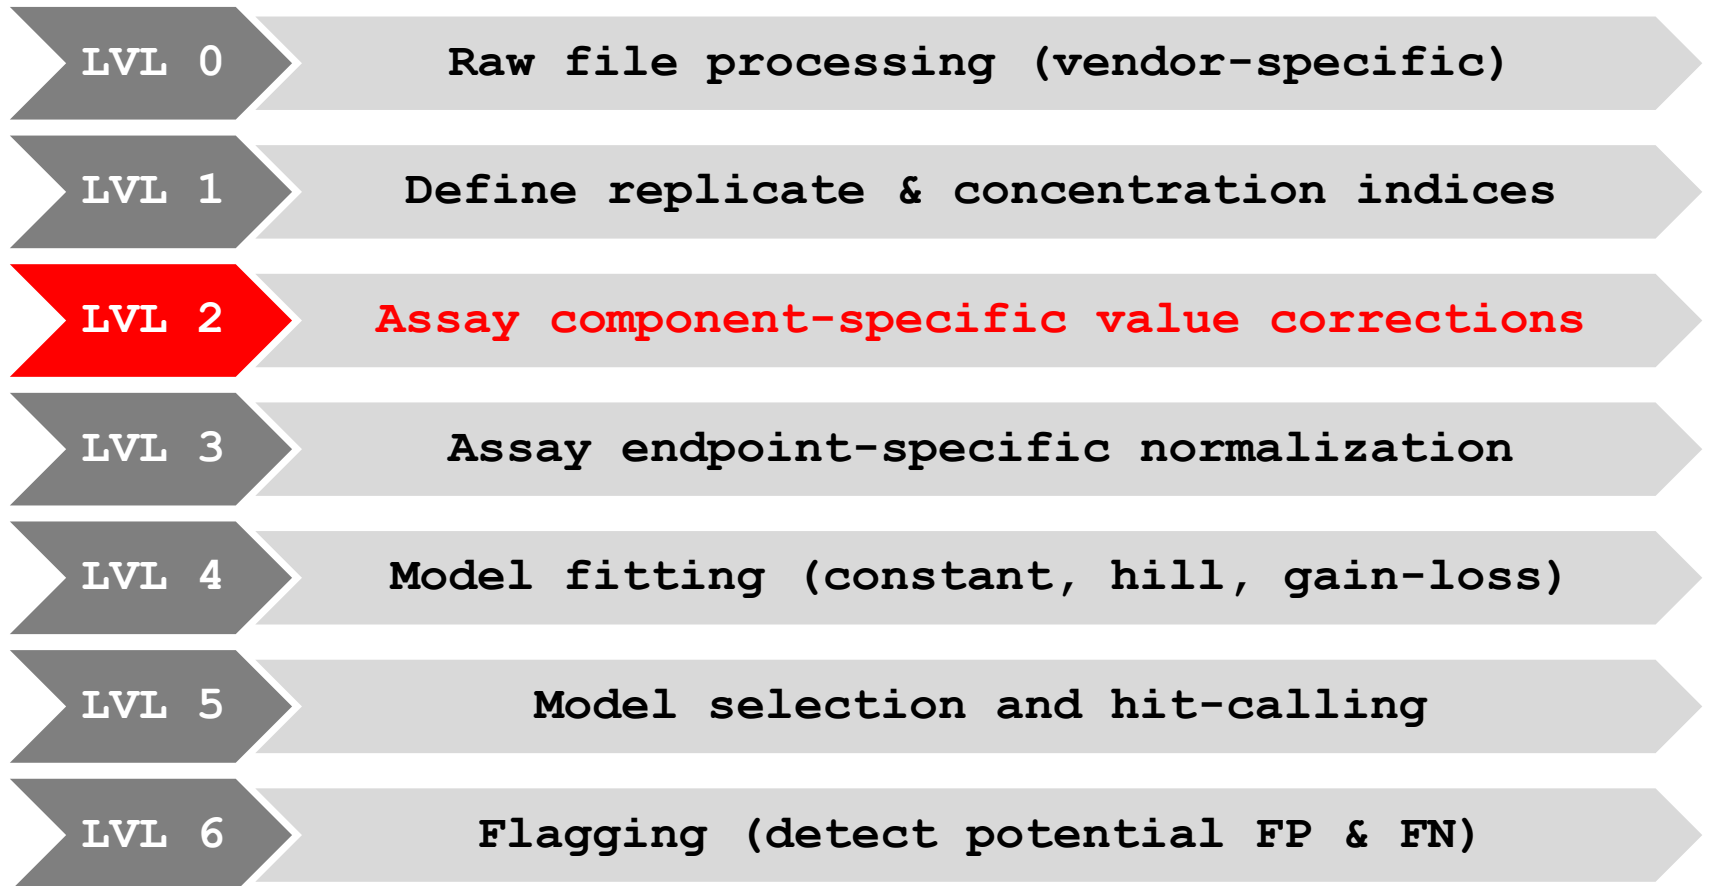 LVL 0 Raw file processing (vendor-specific)
LVL 1 Define replicate & concentration indices
LVL 2 Assay component-specific value corrections
LVL 3 Assay endpoint-specific normalization
LVL 4 Model fitting (constant, hill, gain-loss)
LVL 5 Model selection and hit-calling
LVL 6 Flagging (detect potential FP & FN)